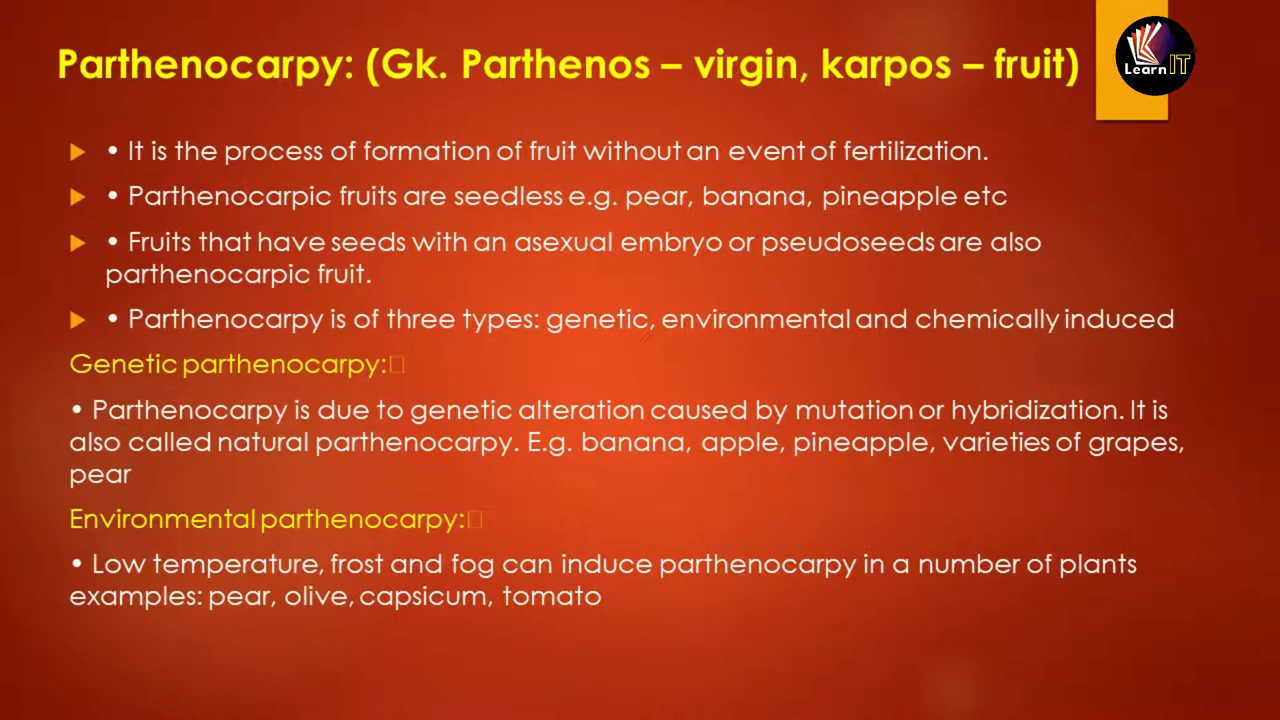 Parthenocarpy: (Gk. Parthenos – virgin, karpos – fruit)
Learn IT
• It is the process of formation of fruit without an event of fertilization.
• Parthenocarpic fruits are seedless e.g. pear, banana, pineapple etc
• Fruits that have seeds with an asexual embryo or pseudoseeds are also
parthenocarpic fruit.
• Parthenocarpy is of three types: genetic, environmental and chemically induced
Genetic parthenocarpy:
• Parthenocarpy is due to genetic alteration caused by mutation or hybridization. It is
also called natural parthenocarpy. E.g. banana, apple, pineapple, varieties of grapes,
pear
Environmental parthenocarpy:
• Low temperature, frost and fog can induce parthenocarpy in a number of plants
examples: pear, olive, capsicum, tomato